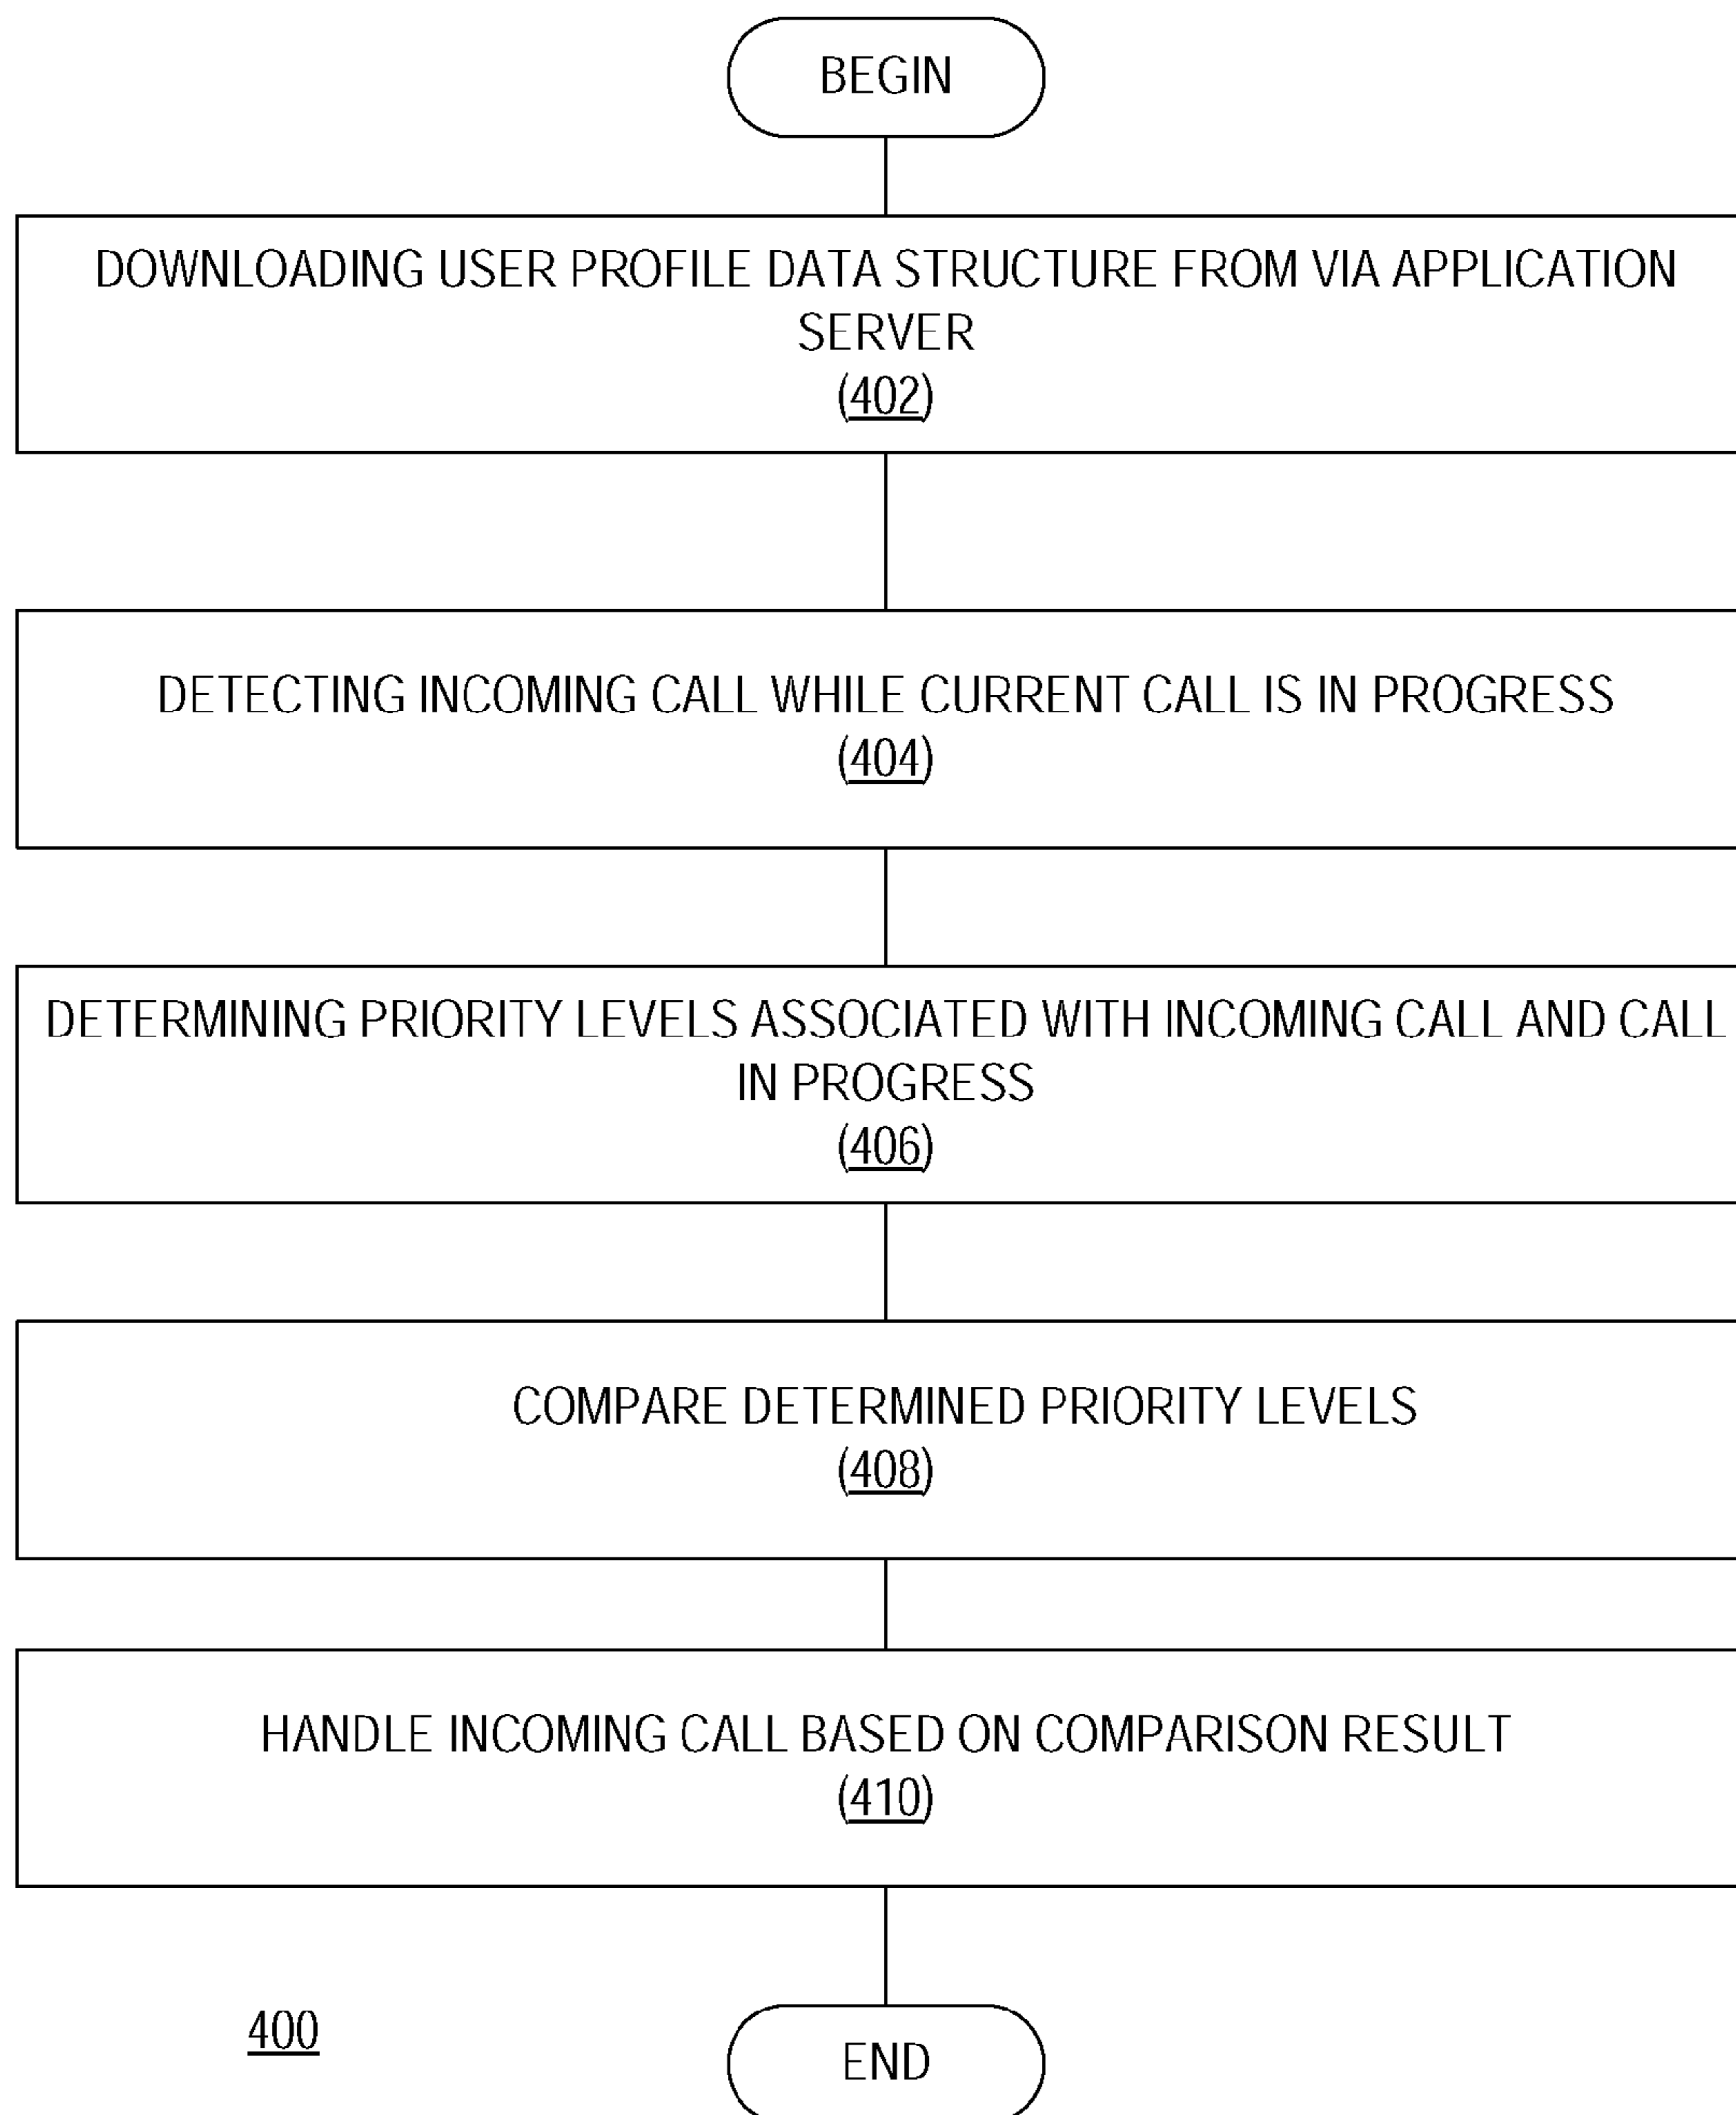 BEGIN
DOWNLOADING USER PROFILE DATA STRUCTURE FROM VIA APPLICATION
SERVER
(402)
DETECTING INCOMING CALL WHILE CURRENT CALL IS IN PROGRESS
(404)
DETERMINING PRIORITY LEVELS ASSOCIATED WITH INCOMING CALL AND CALL
IN PROGRESS
(406)
COMPARE DETERMINED PRIORITY LEVELS
(408)
HANDLE INCOMING CALL BASED ON COMPARISON RESULT
(410)
400
END